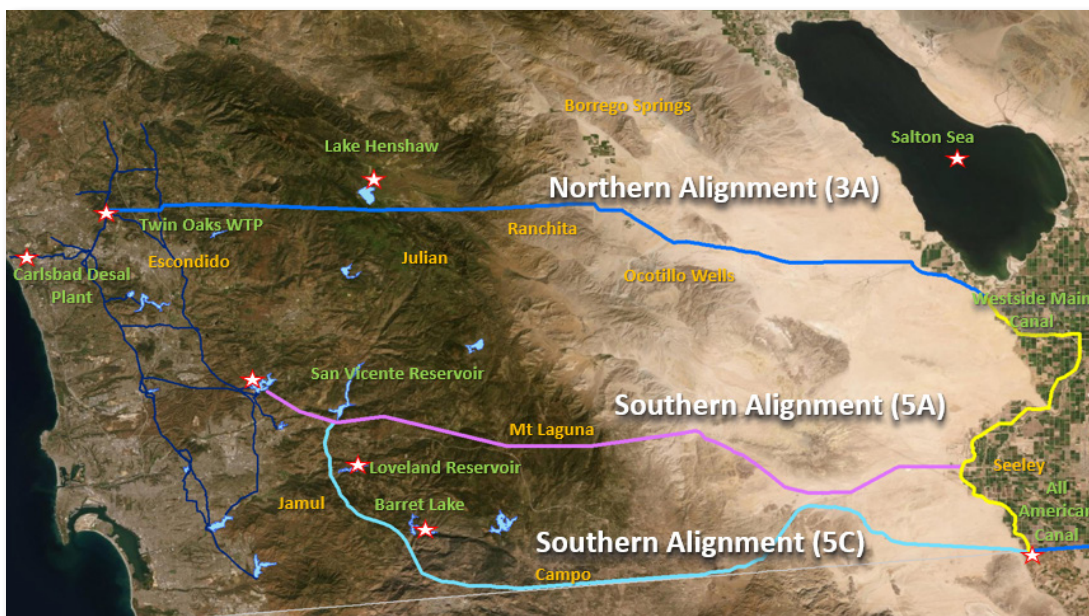 Borrego Springs
Salton Sea
Lake Henshaw
Northern Alignment (3A)
Twin Oaks WTP
Ranchita
Escondido
Julian
Carlsbad Desal
Plant
Ocotillo Wells
Westside Main
Canal
San Vicente Reservoir
Southern Alignment (5A)
Mt Laguna
Loveland Reservoir
Seeley
Jamul
Barret Lake
All
American
Canal
Southern Alignment (5C)
Campo